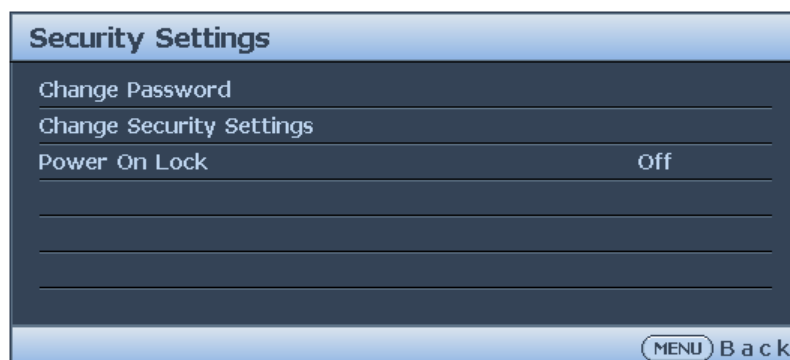 Security Settings
Change Password
Change Security Settings
Power On Lock Off
MENU Back